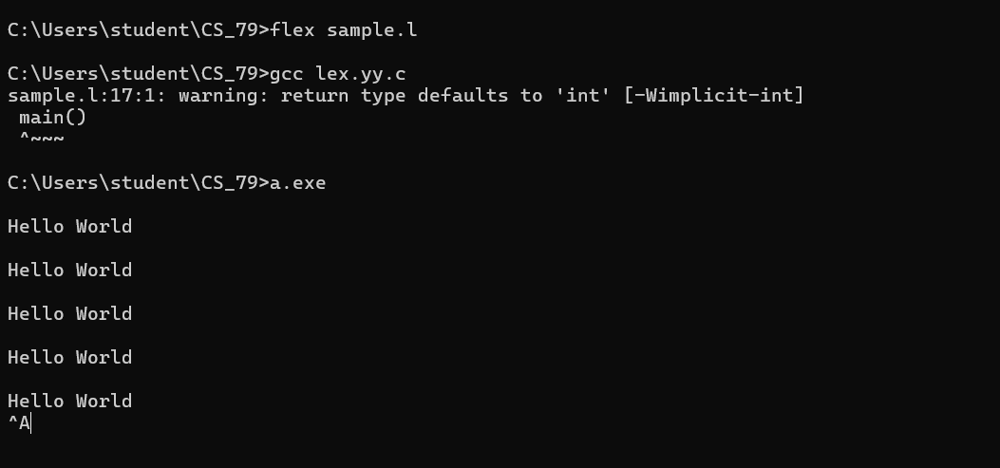 C:\Users\student\CS_79>flex sample.l
C:\Users\student\CS_79>gcc lex.yy.c
sample.l:17:1: warning: return type defaults to 'int' [-Wimplicit-int]
 main()
 ^~~~
C:\Users\student\CS_79>a.exe
Hello World
Hello World
Hello World
Hello World
Hello World
^A